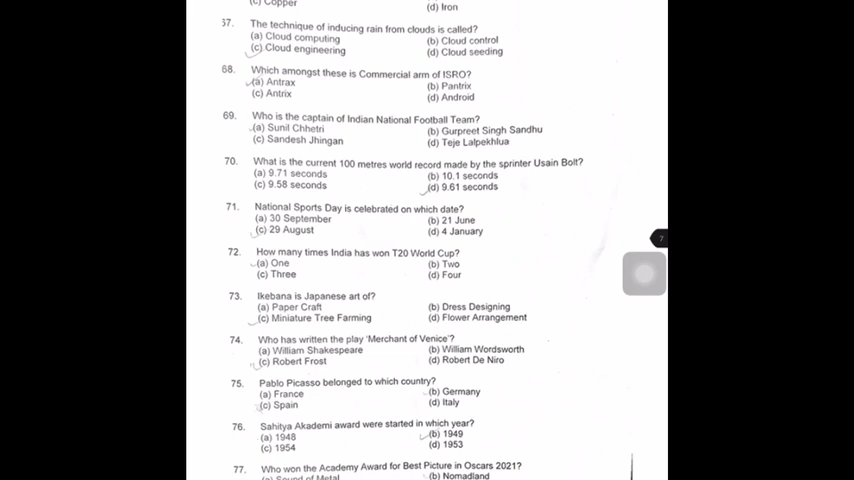 (c) Copper (d) Iron
67. The technique of inducing rain from clouds is called?
(a) Cloud computing (b) Cloud control
(c) Cloud engineering (d) Cloud seeding
68. Which amongst these is Commercial arm of ISRO?
(a) Antrax (b) Pantrix
(c) Antrix (d) Android
69. Who is the captain of Indian National Football Team?
(a) Sunil Chhetri (b) Gurpreet Singh Sandhu
(c) Sandesh Jhingan (d) Teje Lalpekhlua
70. What is the current 100 metres world record made by the sprinter Usain Bolt?
(a) 9.71 seconds (b) 10.1 seconds
(c) 9.58 seconds (d) 9.61 seconds
71. National Sports Day is celebrated on which date?
(a) 30 September (b) 21 June
(c) 29 August (d) 4 January
72. How many times India has won T20 World Cup?
(a) One (b) Two
(c) Three (d) Four
73. Ikebana is Japanese art of?
(a) Paper Craft (b) Dress Designing
(c) Miniature Tree Farming (d) Flower Arrangement
74. Who has written the play 'Merchant of Venice'?
(a) William Shakespeare (b) William Wordsworth
(c) Robert Frost (d) Robert De Niro
75. Pablo Picasso belonged to which country?
(a) France (b) Germany
(c) Spain (d) Italy
76. Sahitya Akademi award were started in which year?
(a) 1948 (b) 1949
(c) 1954 (d) 1953
77. Who won the Academy Award for Best Picture in Oscars 2021?
(a) Sound of Metal (b) Nomadland
7